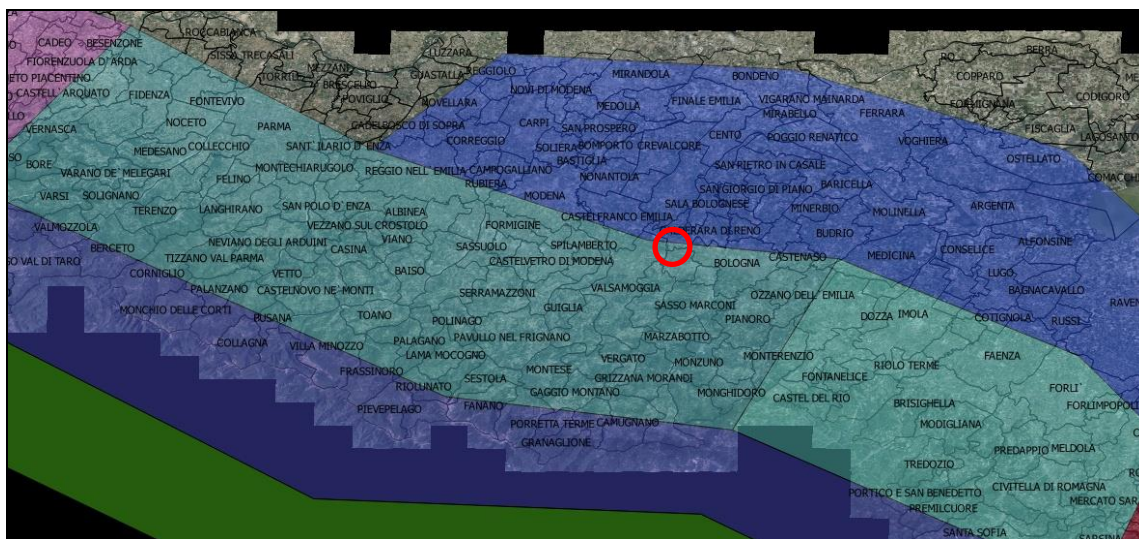 ROCCABIANCA
CADEO BESENZONE
SISSA TRECASALI
LUZZARA
BERRA
RO
FIORENZUOLA D'ARDA
MEZZANI
TORRILE
GUASTALLA REGGIOLO
MIRANDOLA
BONDENO
COPPARO
ETO PIACENTINO
BRESCELLO
CASTELL'ARQUATO
FIDENZA
FONTEVIVO
POVIGLIO
NOVELLARA
NOVI DI MODENA
MEDOLLA
FINALE EMILIA
VIGARANO MAINARDA
CODIGORO
FORMIGNANA
MIRABELLO
FERRARA
VERNASCA
NOCETO
PARMA
CADELBOSCO DI SOPRA
CARPI
SAN PROSPERO
CENTO
POGGIO RENATICO
VOGHIERA
FISCAGLIA
LAGOSANTO
MEDESANO
COLLECCHIO
SANT`ILARIO D`ENZA
CORREGGIO
SOLIERA
BOMPORTO
CREVALCORE
BASTIGLIA
OSTELLATO
BORE
VARANO DE` MELEGARI
MONTECHIARUGOLO
REGGIO NELL`EMILIA
CAMPOGALLIANO
NONANTOLA
SAN PIETRO IN CASALE
COMACCH
FELINO
RUBIERA
SAN GIORGIO DI PIANO
BARICELLA
VARSI
SOLIGNANO
MODENA
SALA BOLOGNESE
MINERBIO
MOLINELLA
ARGENTA
TERENZO
LANGHIRANO
SAN POLO D`ENZA
ALBINEA
CASTELFRANCO EMILIA
VALMOZZOLA
VEZZANO SUL CROSTOLO
FORMIGINE
ERARA DI RENO
BUDRIO
BERCETO
NEVIANO DEGLI ARDUINI
VIANO
SASSUOLO
SPILAMBERTO
CONSELICE
ALFONSINE
SO VAL DI TARO
TIZZANO VAL PARMA
CASINA
CASTELVETRO DI MODENA
BOLOGNA
CASTENASO
MEDICINA
CORNIGLIO
VETTO
BAISO
LUGO
PALANZANO
CASTELNOVO NE` MONTI
SERRAMAZZONI
VALSAMOGGIA
OZZANO DELL`EMILIA
BAGNACAVALLO
RAVEN
MONCHIO DELLE CORTI
BUSANA
TOANO
POLINAGO
GUIGLIA
SASSO MARCONI
PIANORO
DOZZA
IMOLA
COTIGNOLA
RUSSI
COLLAGNA
VILLA MINOZZO
PALAGANO
PAVULLO NEL FRIGNANO
MARZABOTTO
LAMA MOCOGNO
VERGATO
MONZUNO
MONTERENZIO
FAENZA
FRASSINORO
MONTESE
RIOLO TERME
RIOLUNATO
SESTOLA
GRIZZANA MORANDI
FONTANELICE
FORLI`
GAGGIO MONTANO
MONGHIDORO
CASTEL DEL RIO
BRISIGHELLA
FORLIMPOPOLI
PIEVEPELAGO
FANANO
PORRETTA TERME
CAMUGNANO
MODIGLIANA
GRANAGLIONE
PREDAPPIO
MELDOLA
TREDOZIO
PORTICO E SAN BENEDETTO
CIVITELLA DI ROMAGNA
PREMILCUORE
MERCATO SAR
SANTA SOFIA
SARSINA